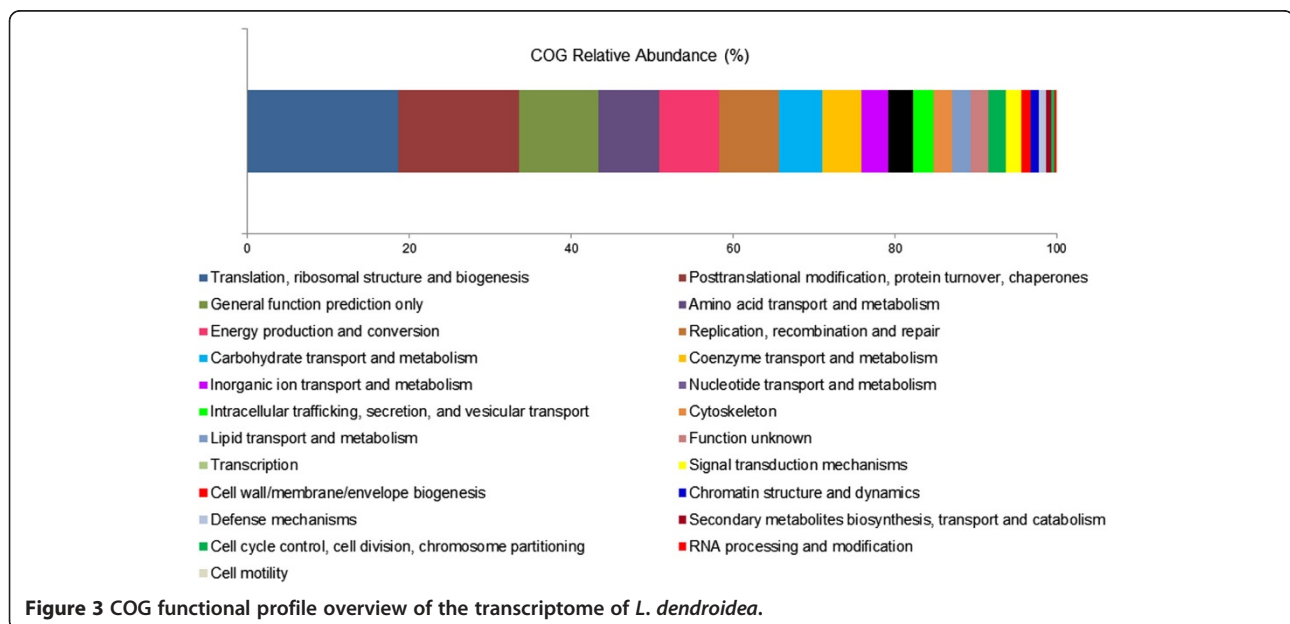 COG Relative Abundance (%)
0 20 40 60 80 100
Translation, ribosomal structure and biogenesis
Posttranslational modification, protein turnover, chaperones
General function prediction only
Amino acid transport and metabolism
Energy production and conversion
Replication, recombination and repair
Carbohydrate transport and metabolism
Coenzyme transport and metabolism
Inorganic ion transport and metabolism
Nucleotide transport and metabolism
Intracellular trafficking, secretion, and vesicular transport
Cytoskeleton
Lipid transport and metabolism
Function unknown
Transcription
Signal transduction mechanisms
Cell wall/membrane/envelope biogenesis
Chromatin structure and dynamics
Defense mechanisms
Secondary metabolites biosynthesis, transport and catabolism
Cell cycle control, cell division, chromosome partitioning
RNA processing and modification
Cell motility
Figure 3 COG functional profile overview of the transcriptome of L. dendroidea.